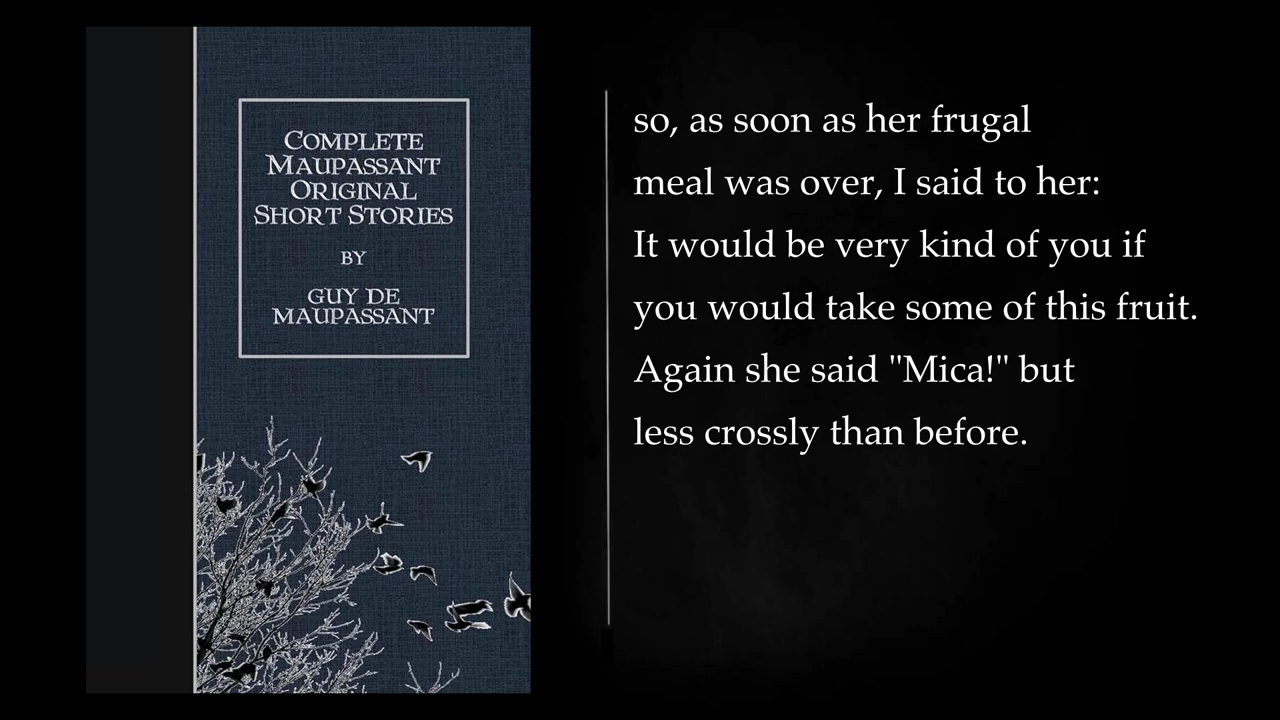 COMPLETE
MAUPASSANT
ORIGINAL
SHORT STORIES
BY
GUY DE
MAUPASSANT
so, as soon as her frugal
meal was over, I said to her:
It would be very kind of you if
you would take some of this fruit.
Again she said "Mica!" but
less crossly than before.